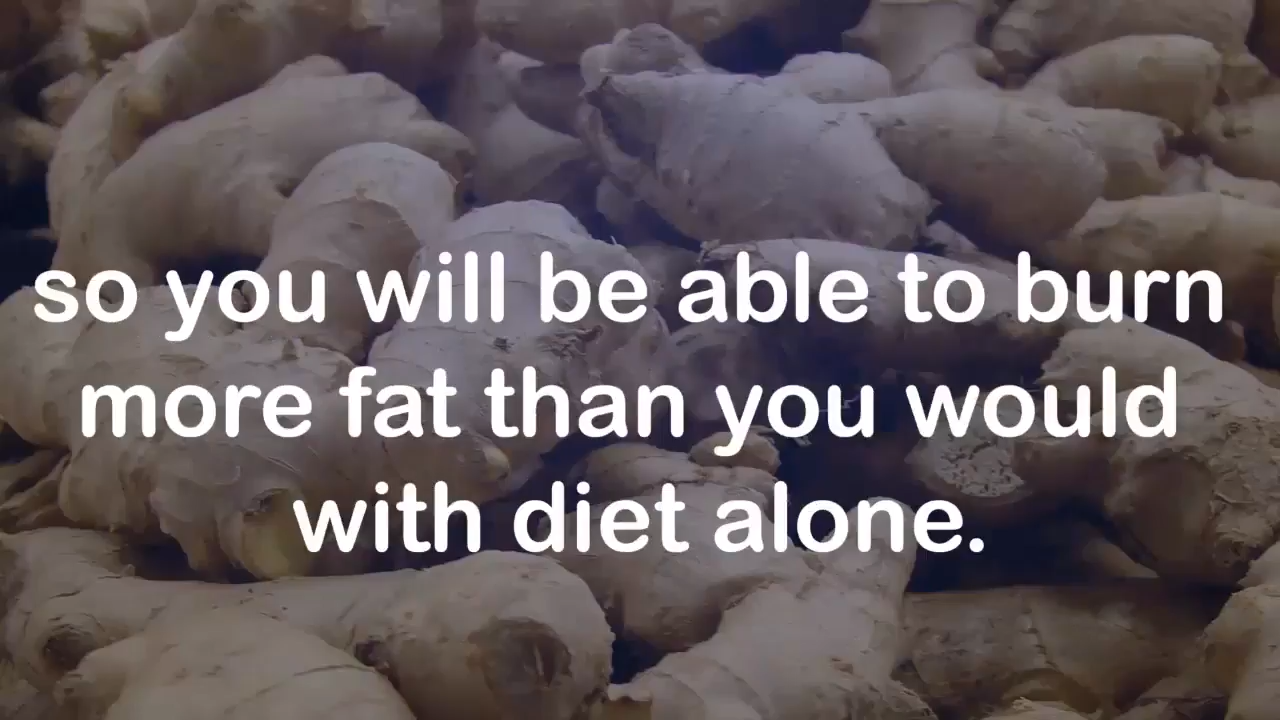 so you will be able to burn
more fat than you would
with diet alone.